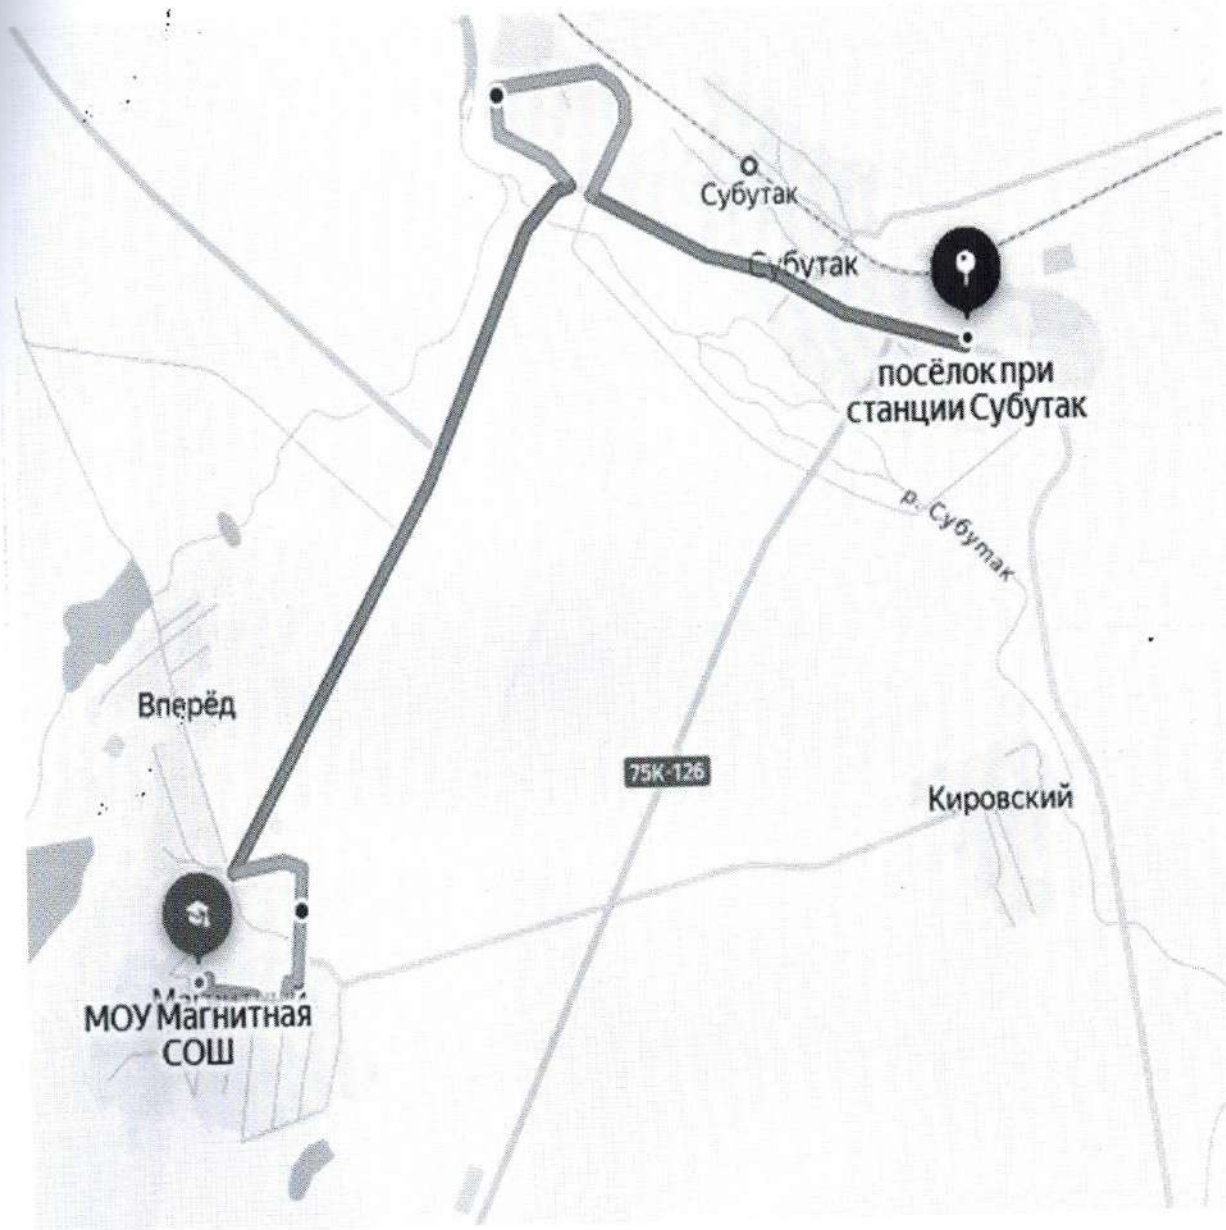 Субутак
Субутак
посёлок при
станции Субутак
р. Субутак
Вперёд
75К-126
Кировский
МОУ Магнитная
СОШ